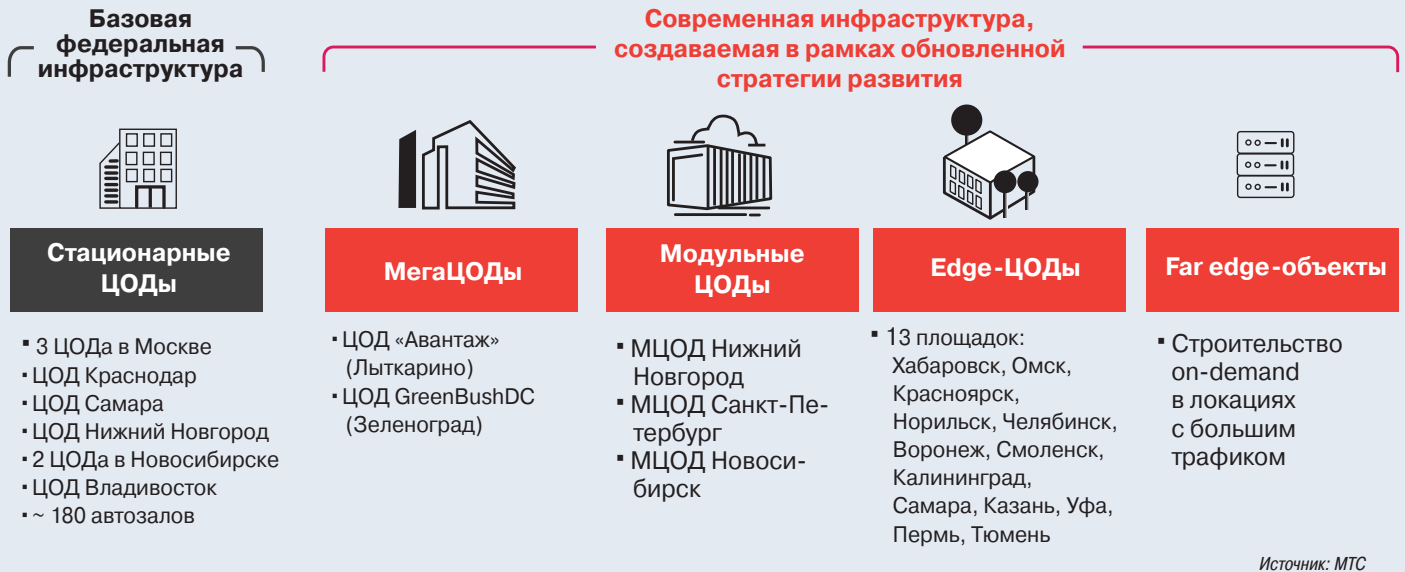 Базовая
федеральная
инфраструктура
Современная инфраструктура,
создаваемая в рамках обновленной
стратегии развития
Стационарные
ЦОДы
▪ 3 ЦОДа в Москве
▪ ЦОД Краснодар
▪ ЦОД Самара
▪ ЦОД Нижний Новгород
▪ 2 ЦОДа в Новосибирске
▪ ЦОД Владивосток
▪ ~ 180 автозалов
МегаЦОДы
▪ ЦОД «Авантаж»
(Лыткарино)
▪ ЦОД GreenBushDC
(Зеленоград)
Модульные
ЦОДы
▪ МЦОД Нижний
Новгород
▪ МЦОД Санкт-Пе-
тербург
▪ МЦОД Новоси-
бирск
Edge-ЦОДы
▪ 13 площадок:
Хабаровск, Омск,
Красноярск,
Норильск, Челябинск,
Воронеж, Смоленск,
Калининград,
Самара, Казань, Уфа,
Пермь, Тюмень
Far edge-объекты
▪ Строительство
on-demand
в локациях
с большим
трафиком
Источник: МТС